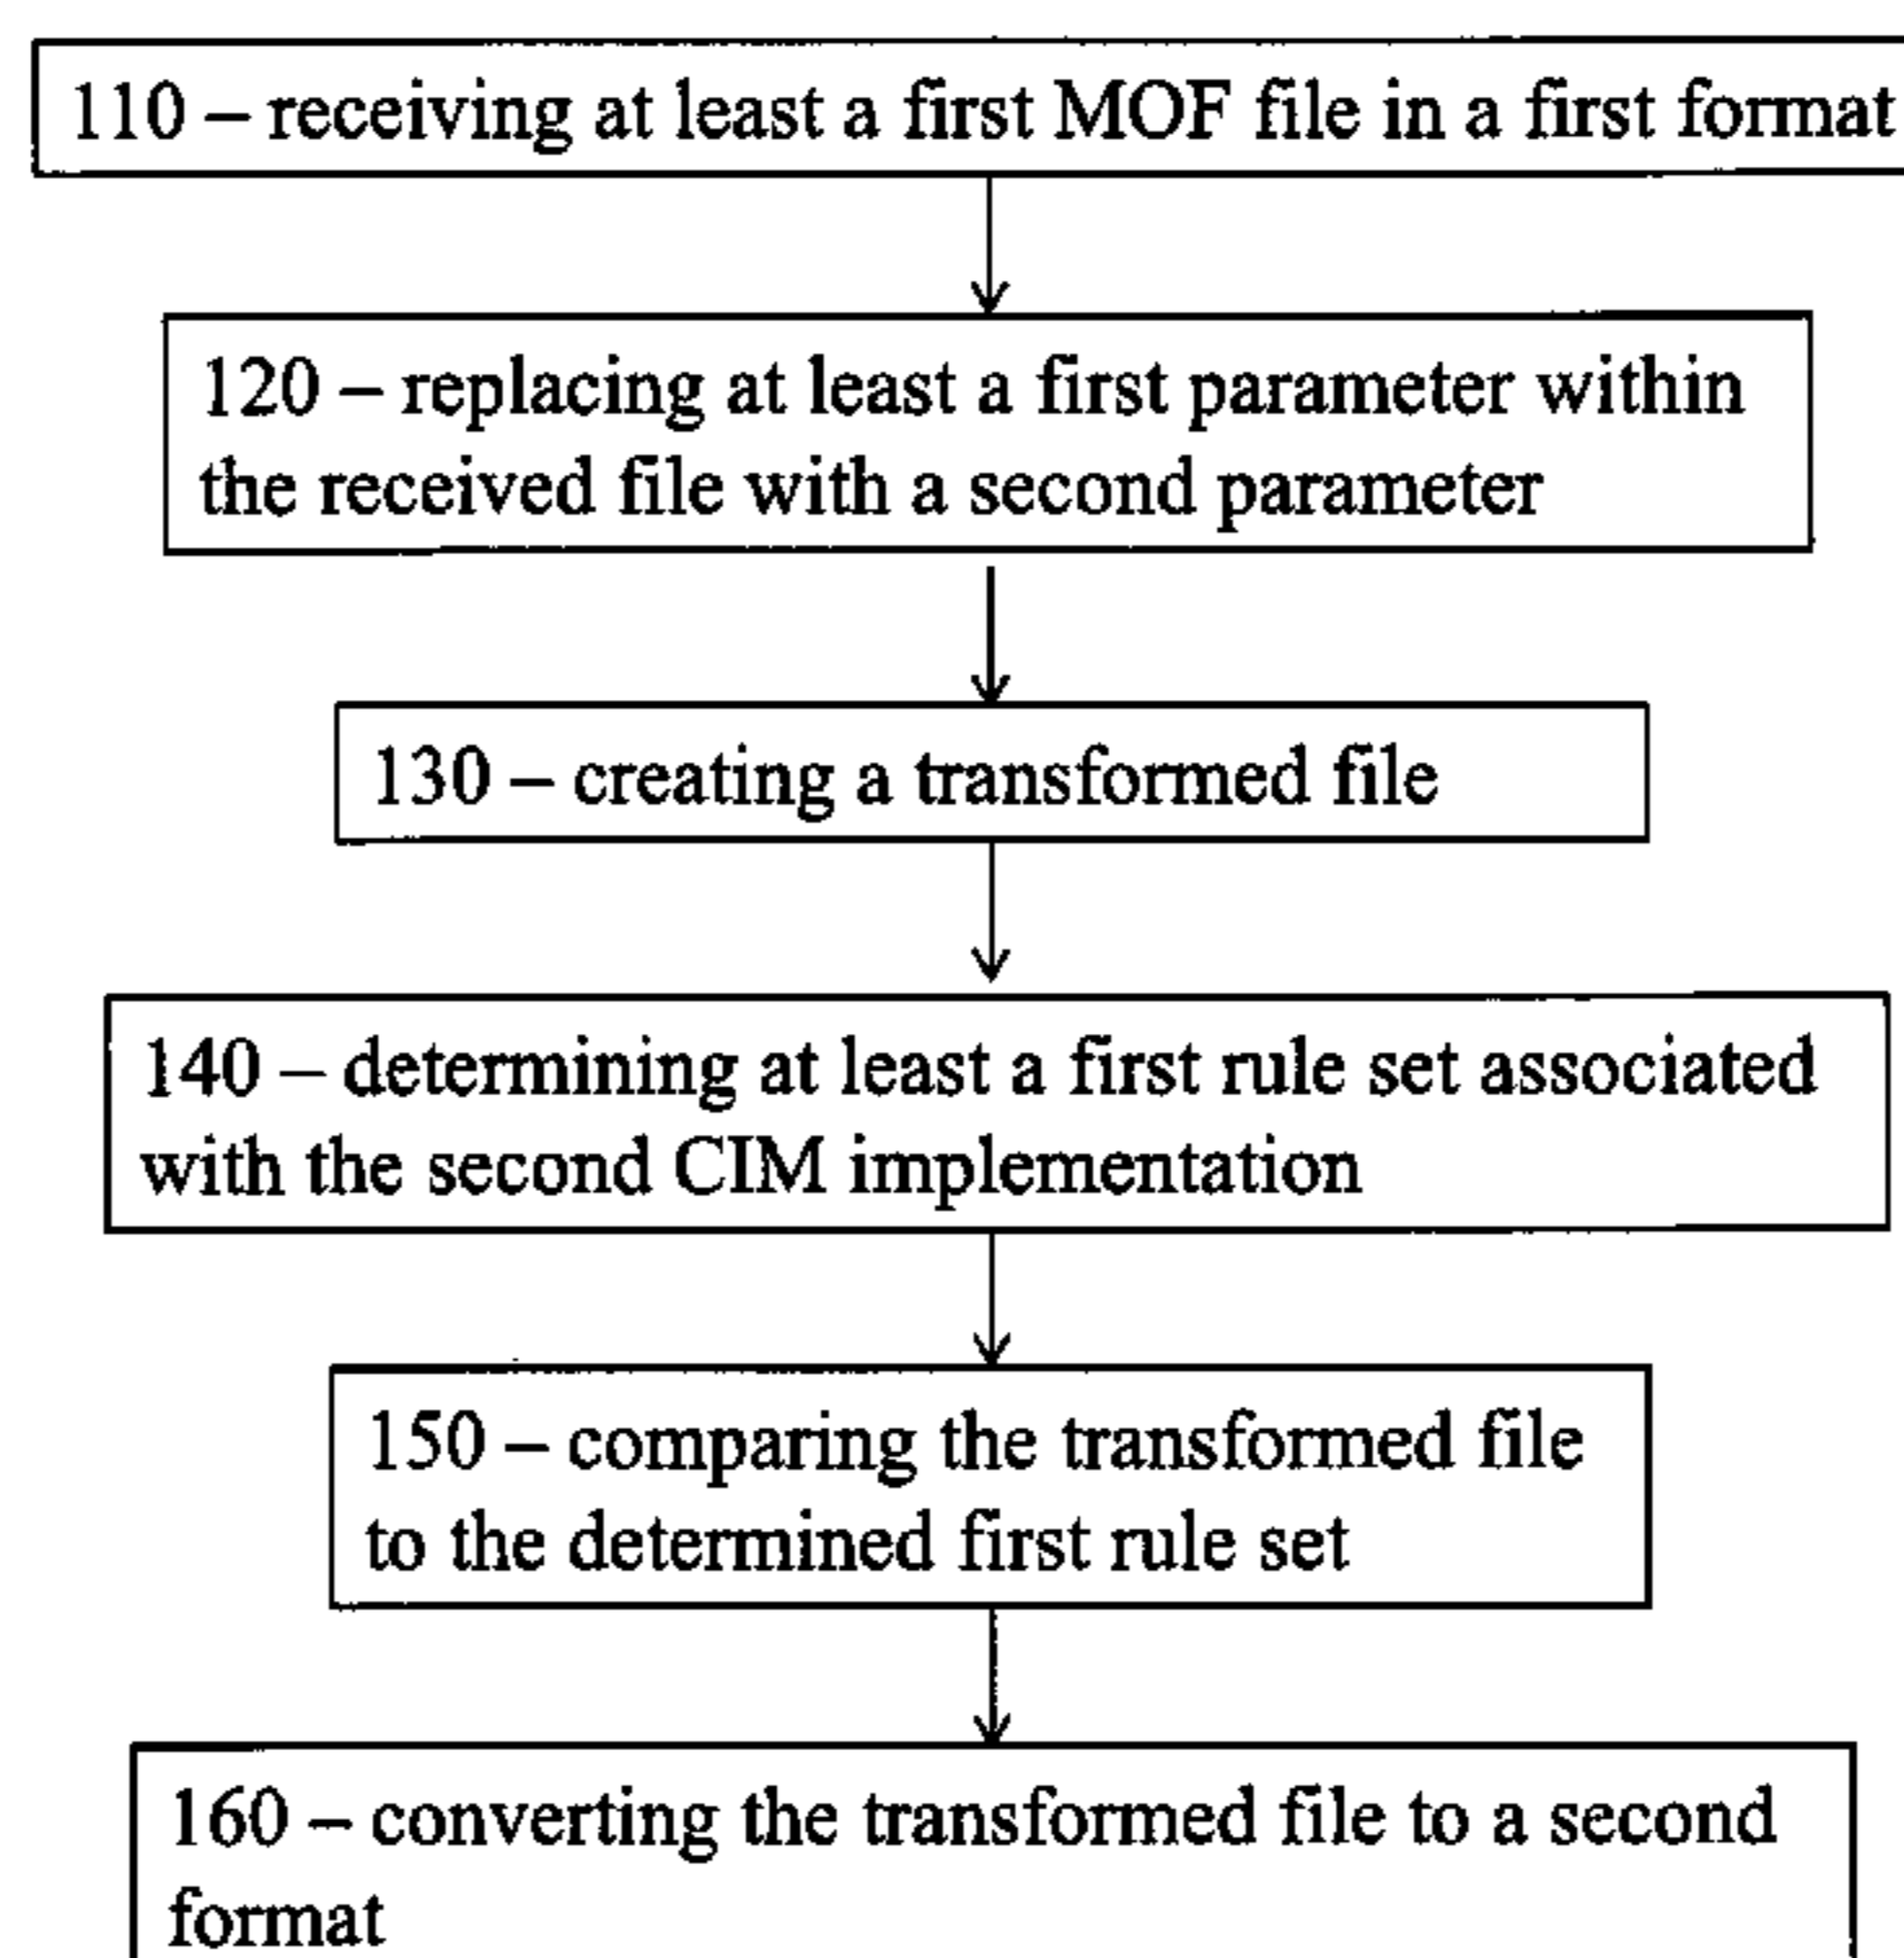 110 – receiving at least a first MOF file in a first format
120 – replacing at least a first parameter within
the received file with a second parameter
130 – creating a transformed file
140 – determining at least a first rule set associated
with the second CIM implementation
150 – comparing the transformed file
to the determined first rule set
160 – converting the transformed file to a second
format